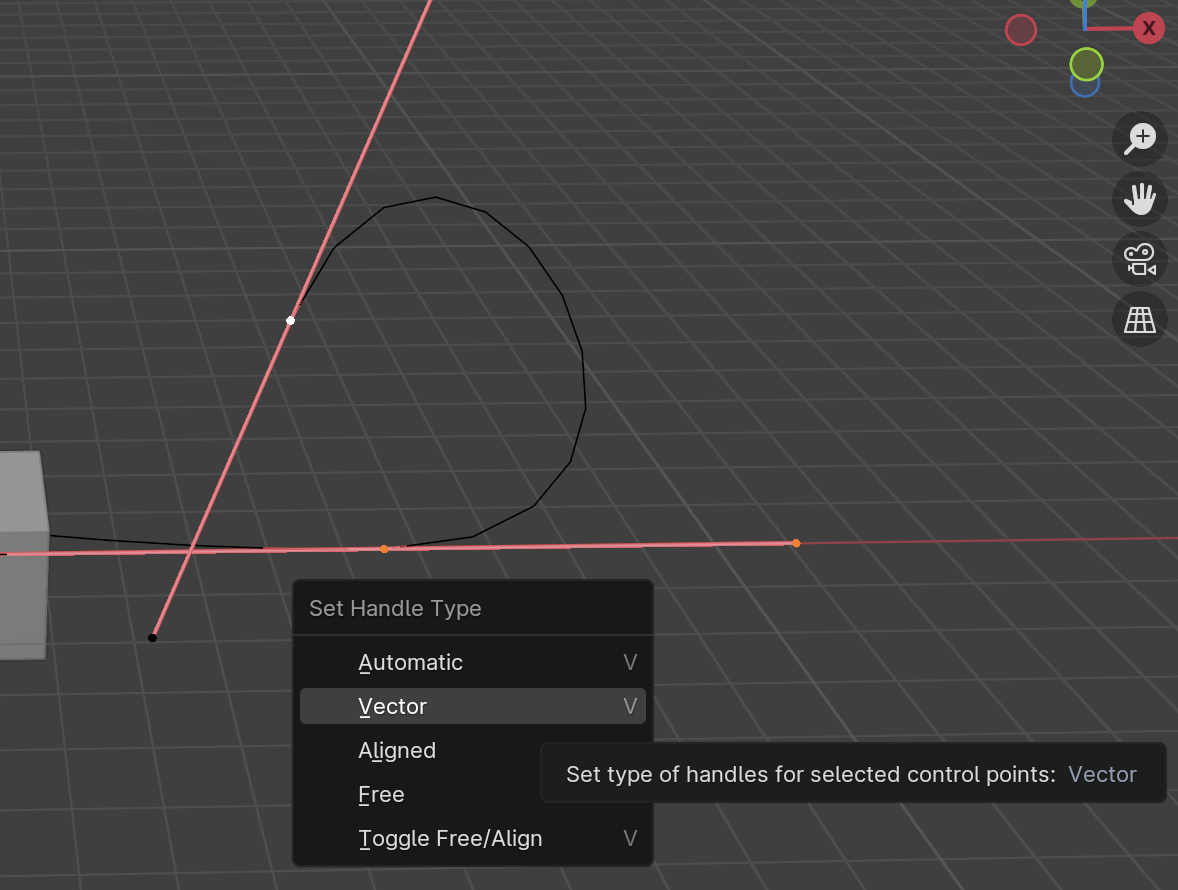 X
Set Handle Type
Automatic V
Vector V
Aligned
Set type of handles for selected control points: Vector
Free
Toggle Free/Align V